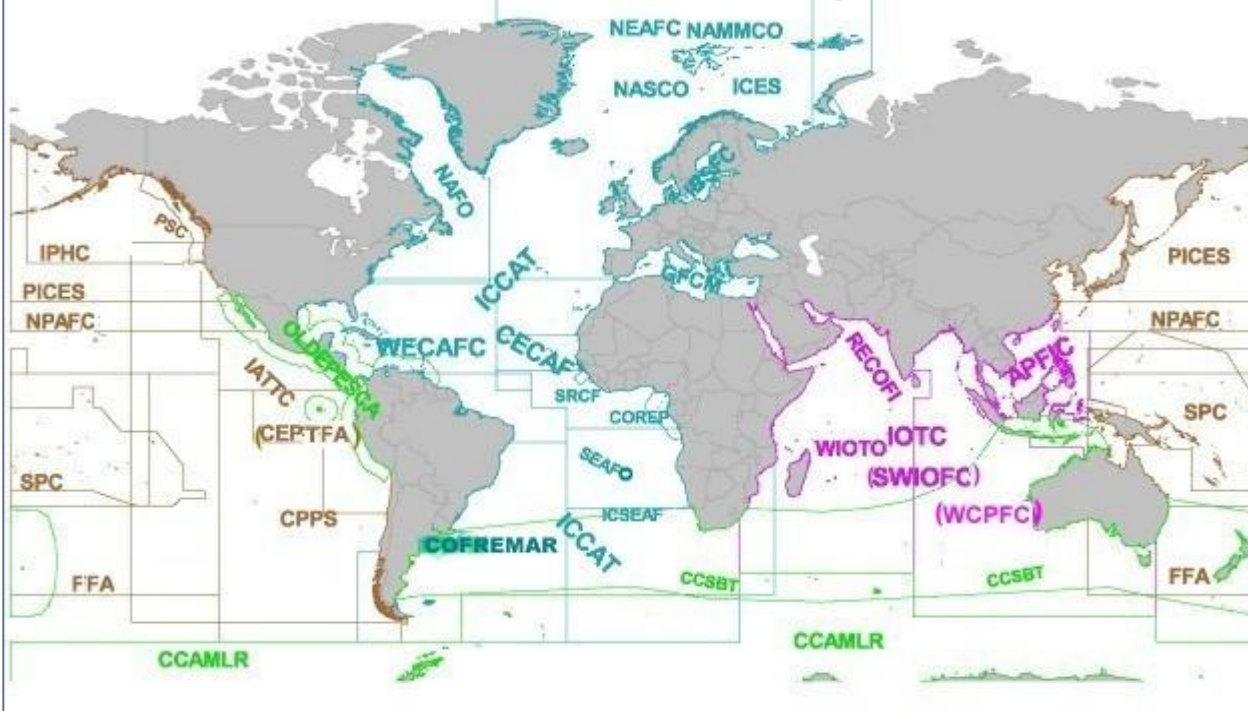 NEAFC NAMMCO
NASCO ICES
NAFO
PSC
IPHC
PICES
PICES
NPAFC
NPAFC
GFCM
ICCAT
WECAFC
CECAF
OLDEPESCA
IATTC
SRCF
COREP
RECOFI
APFIC
SPC
(CEPTFA)
WIOTO IOTC
SEAFO
(SWIOFC)
SPC
CPPS
ICSEAF
(WCPFC)
COFREMAR
ICCAT
FFA
CCSBT
CCSBT
FFA
CCAMLR
CCAMLR